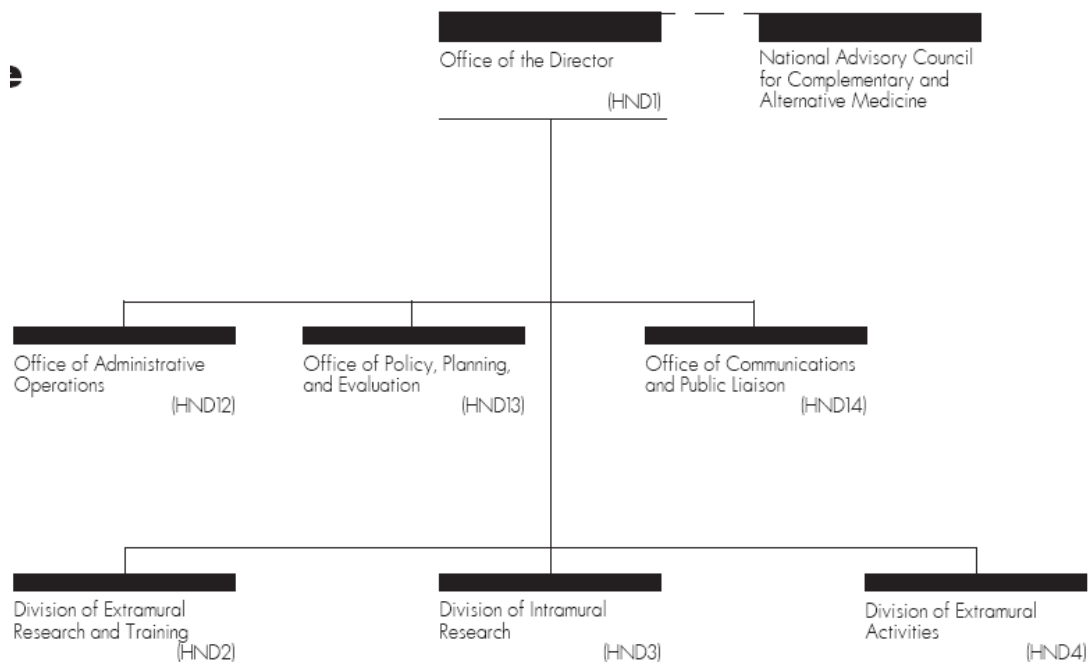 Office of the Director
(HND1)
National Advisory Council
for Complementary and
Alternative Medicine
Office of Administrative
Operations
(HND12)
Office of Policy, Planning,
and Evaluation
(HND13)
Office of Communications
and Public Liaison
(HND14)
Division of Extramural
Research and Training
(HND2)
Division of Intramural
Research
(HND3)
Division of Extramural
Activities
(HND4)